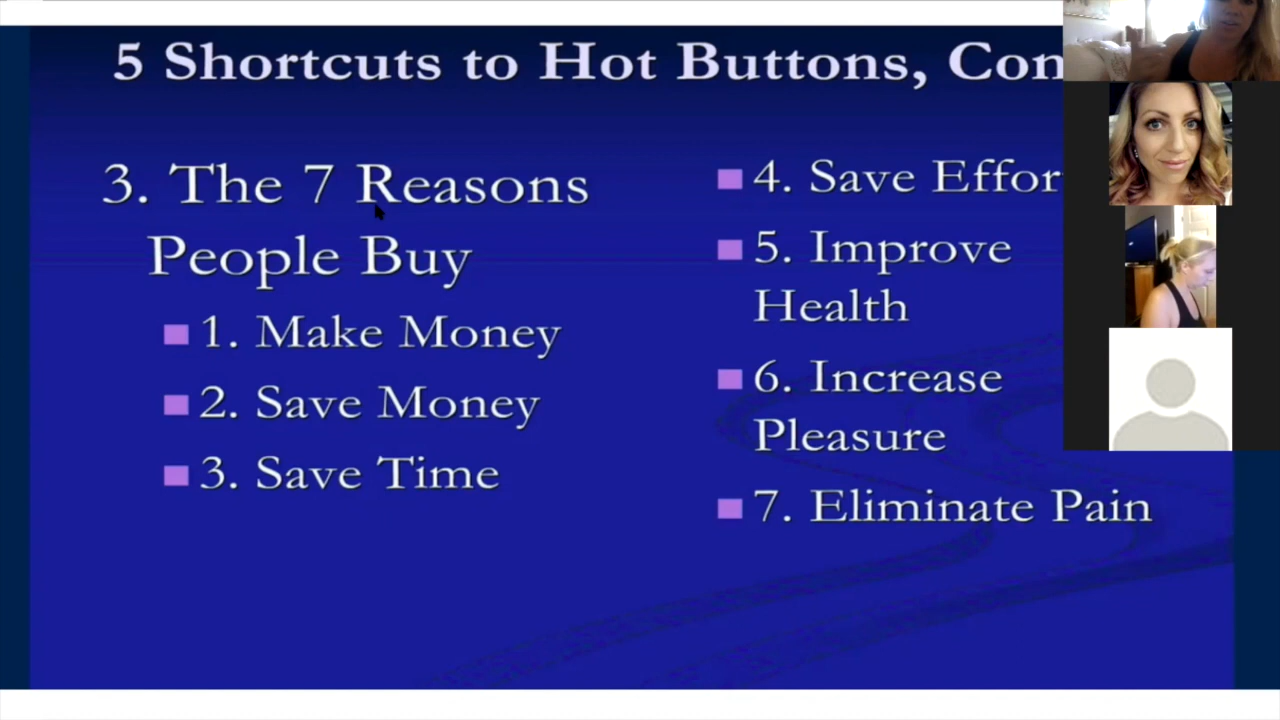 5 Shortcuts to Hot Buttons, Con
3. The 7 Reasons
People Buy
1. Make Money
2. Save Money
3. Save Time
4. Save Effor
5. Improve
Health
6. Increase
Pleasure
7. Eliminate Pain